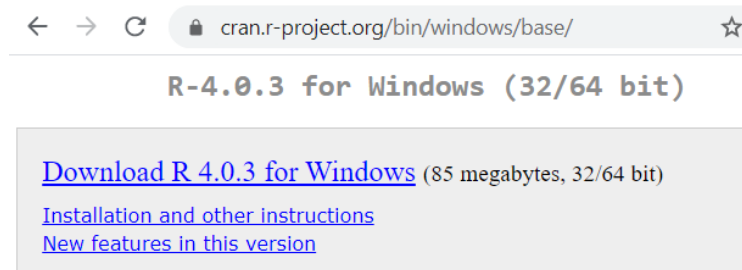 cran.r-project.org/bin/windows/base/
R-4.0.3 for Windows (32/64 bit)
Download R 4.0.3 for Windows (85 megabytes, 32/64 bit)
Installation and other instructions
New features in this version